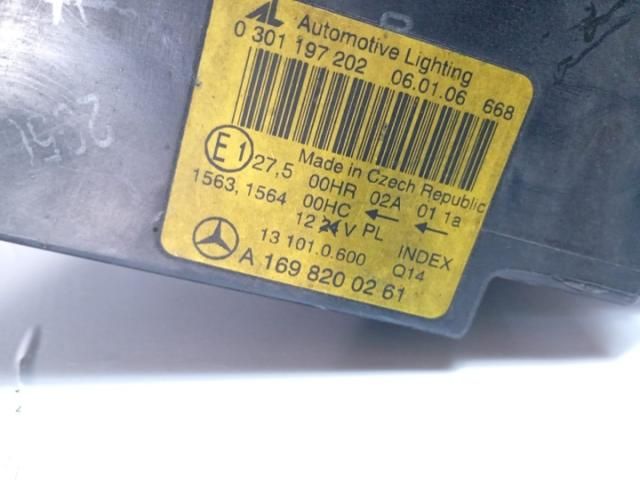 AL Automotive Lighting
0 301 197 202 06.01.06 668
E1 27,5 Made in Czech Republic
1563, 1564 00HR 02A 01 1a
00HC ← ←
12 24 V PL
13 101.0.600 INDEX
A 169 820 02 61 Q14